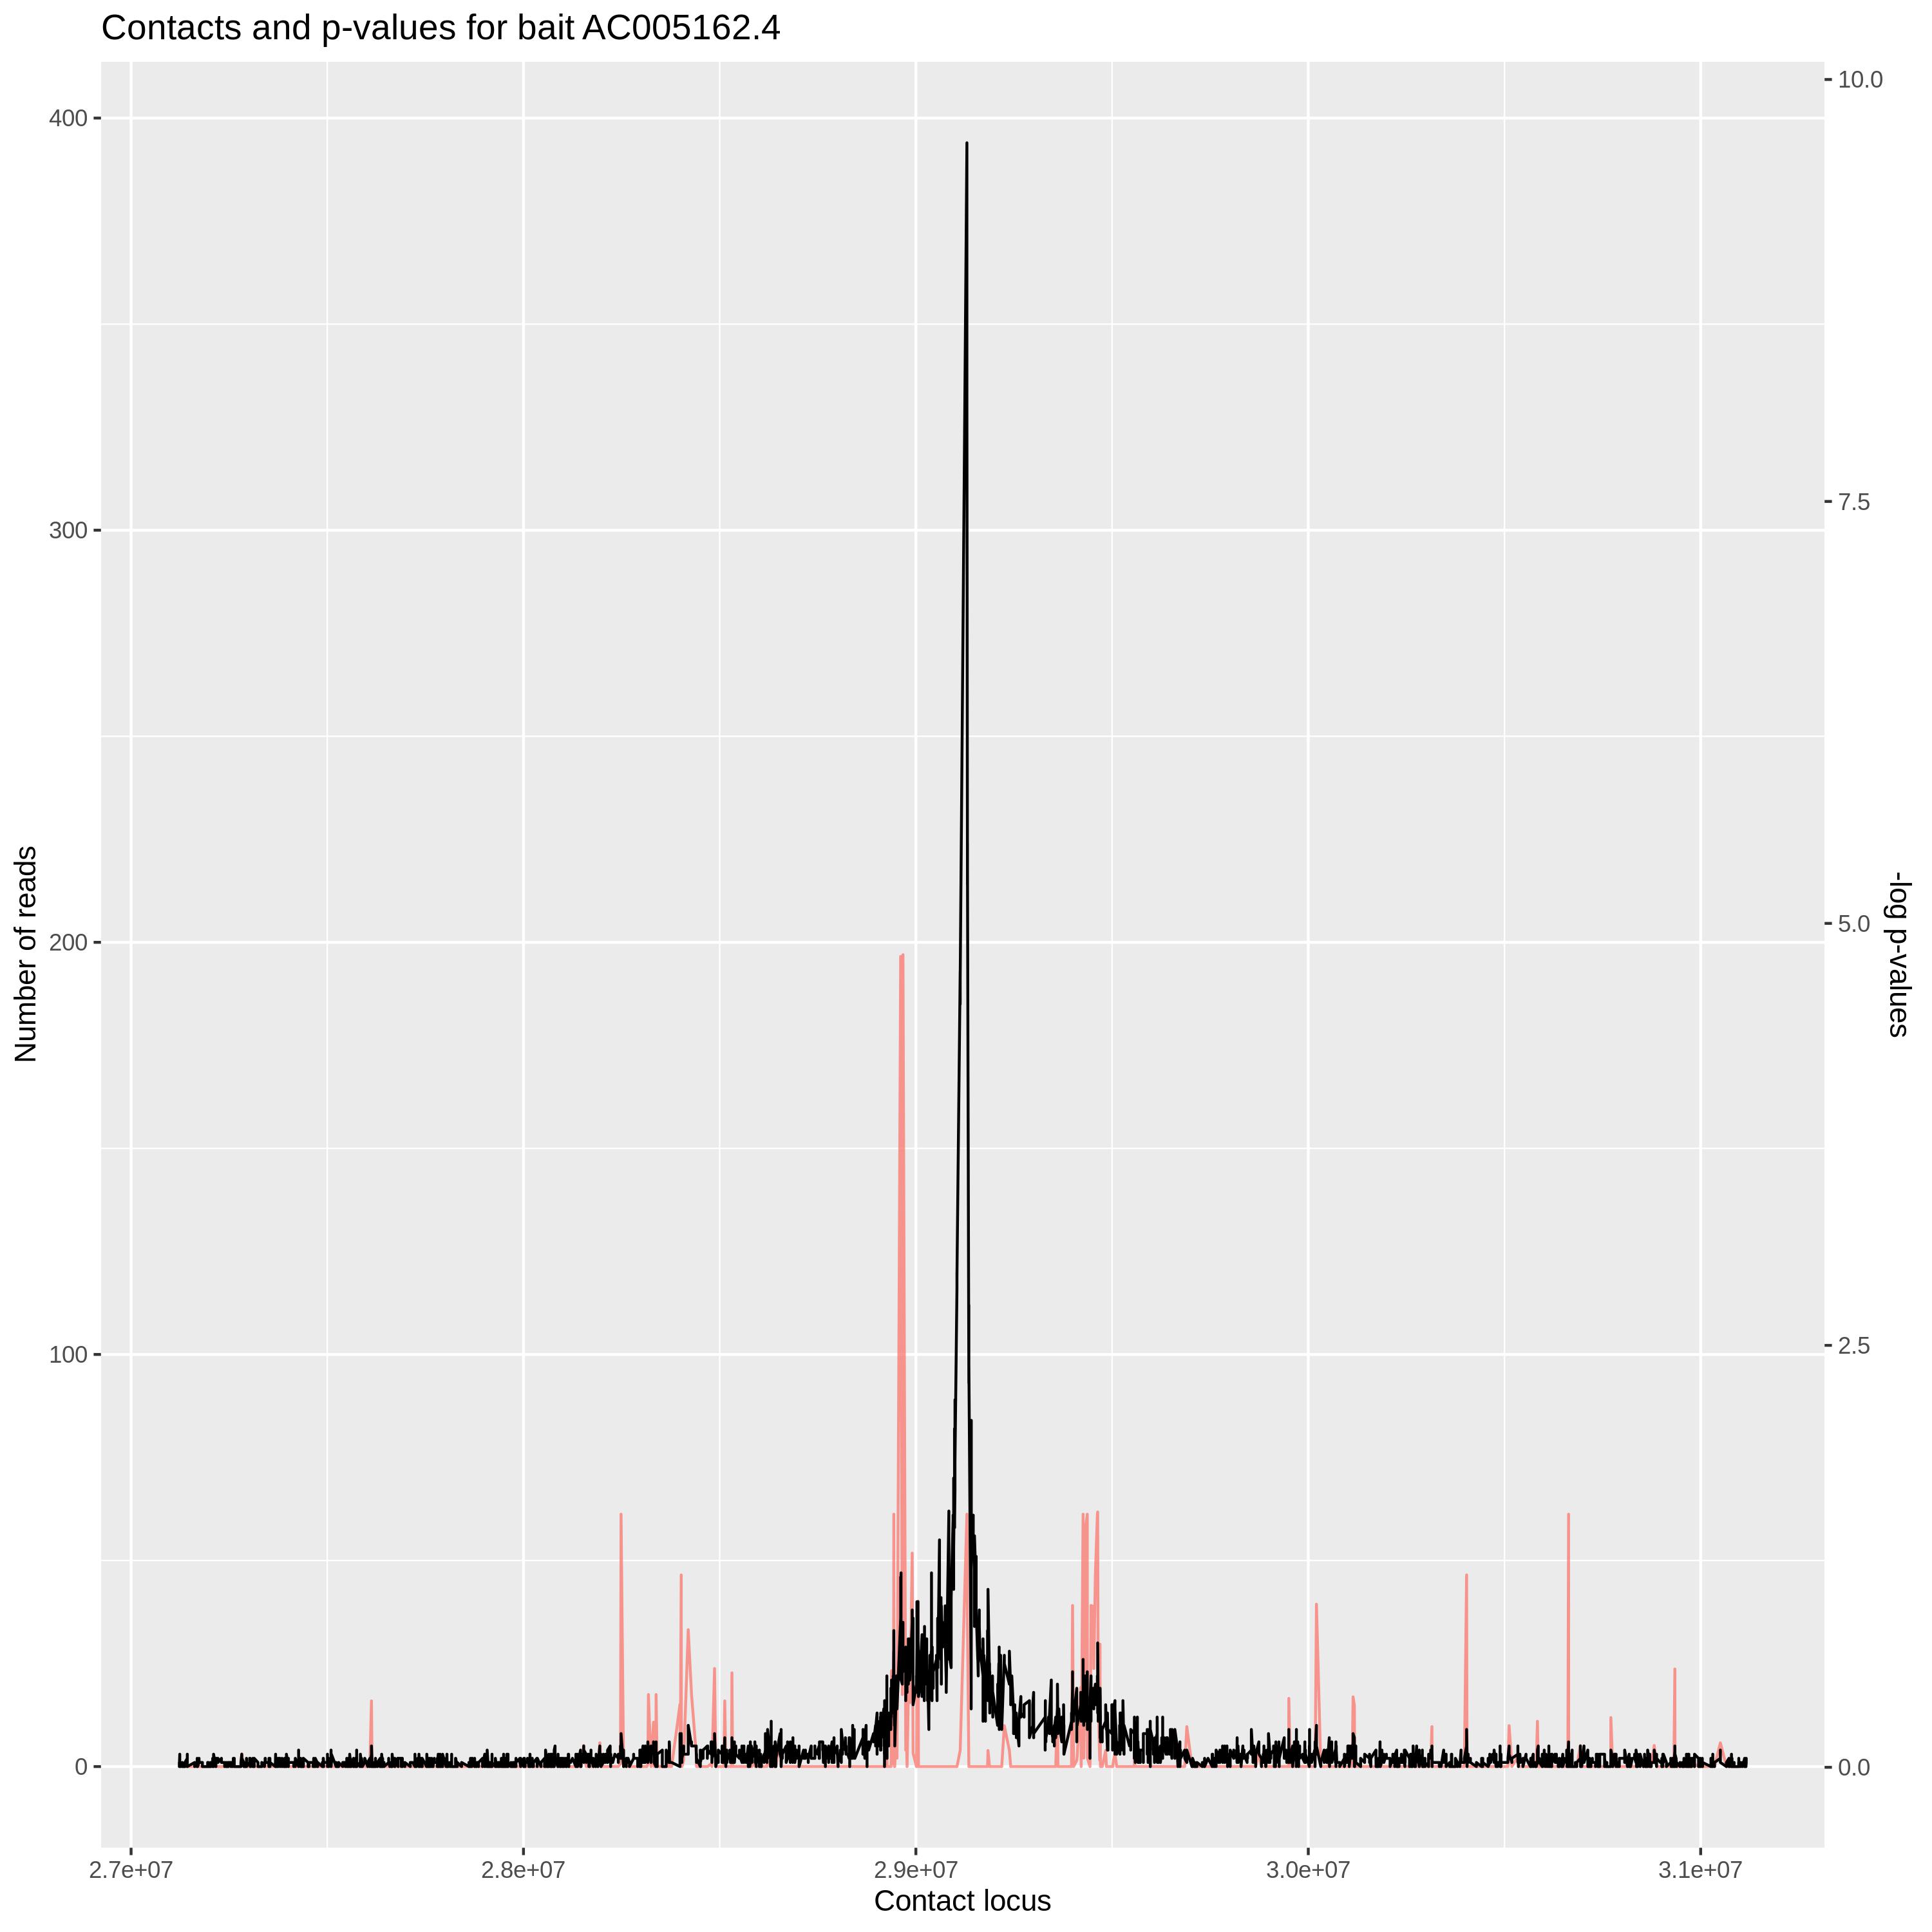 Contacts and p-values for bait AC005162.4
Number of reads
400
300
200
100
0
10.0
7.5
5.0
2.5
0.0
-log p-values
2.7e+07
2.8e+07
2.9e+07
3.0e+07
3.1e+07
Contact locus